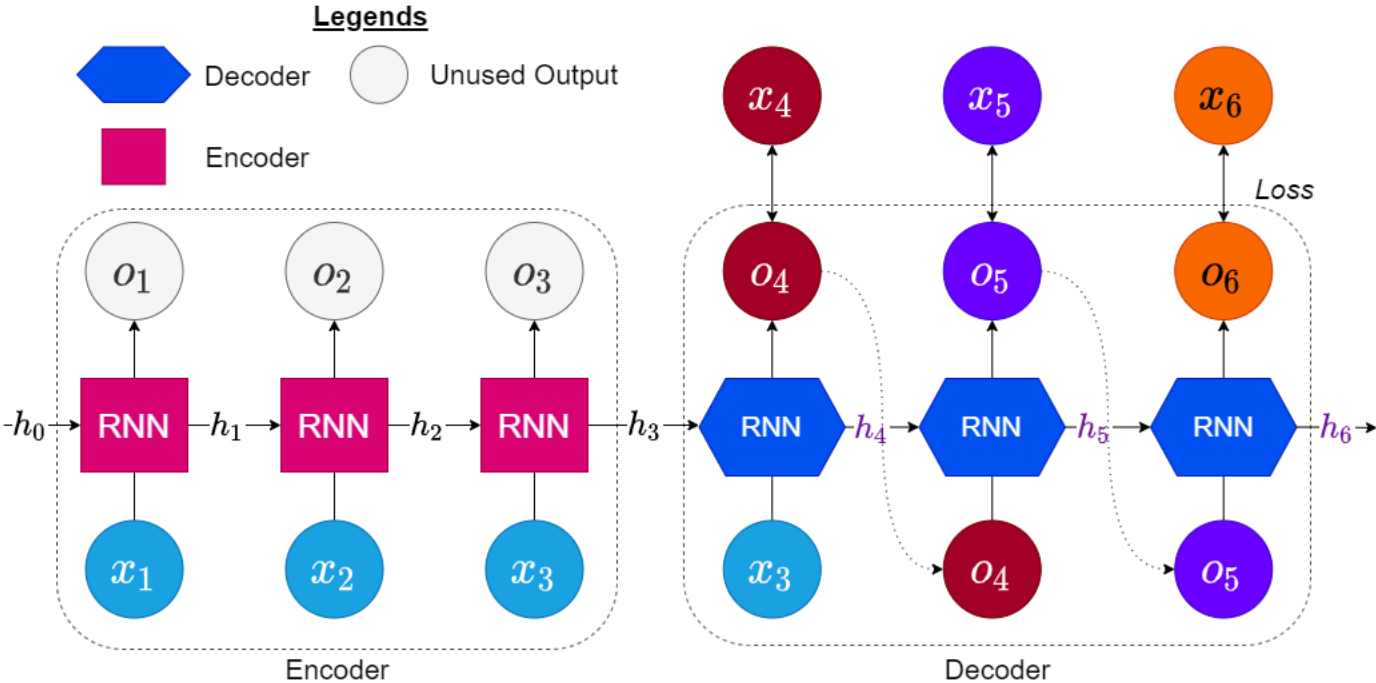 Legends
Decoder
Unused Output
Encoder
x₄
x₅
x₆
Loss
o₁
o₂
o₃
o₄
o₅
o₆
h₀
RNN
h₁
RNN
h₂
RNN
h₃
RNN
h₄
RNN
h₅
RNN
h₆
x₁
x₂
x₃
x₃
o₄
o₅
Encoder
Decoder